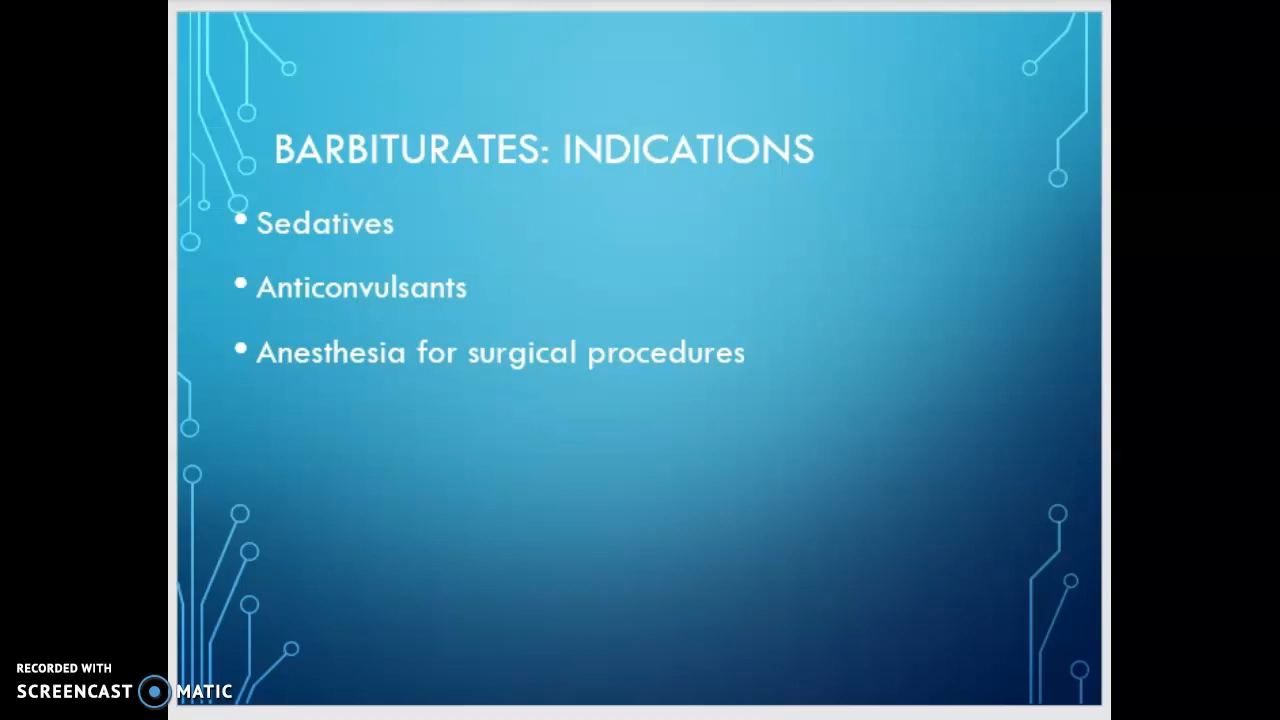 BARBITURATES: INDICATIONS
• Sedatives
• Anticonvulsants
• Anesthesia for surgical procedures
RECORDED WITH
SCREENCAST MATIC